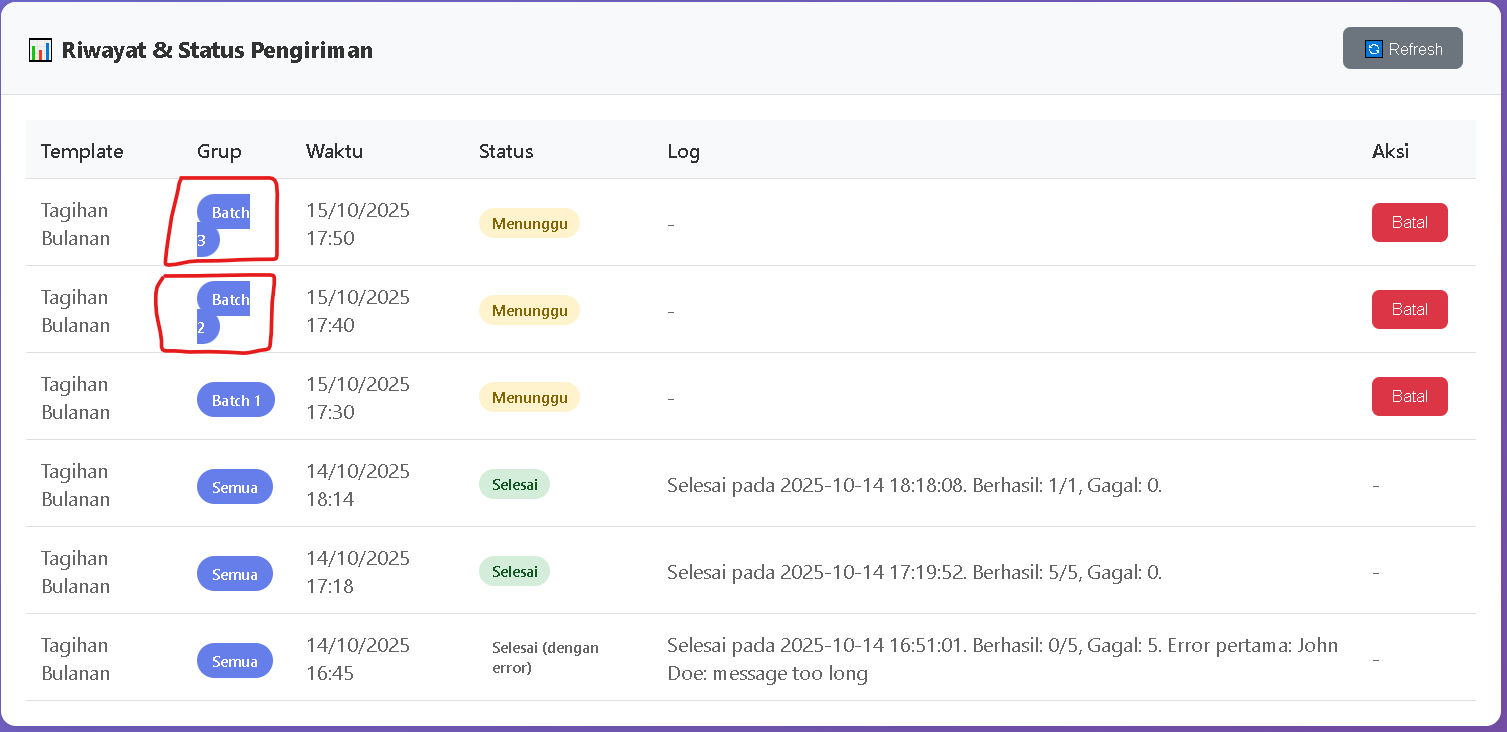 Riwayat & Status Pengiriman
Refresh
Template Grup Waktu Status Log Aksi
Tagihan Bulanan Batch 3 15/10/2025 17:50 Menunggu - Batal
Tagihan Bulanan Batch 2 15/10/2025 17:40 Menunggu - Batal
Tagihan Bulanan Batch 1 15/10/2025 17:30 Menunggu - Batal
Tagihan Bulanan Semua 14/10/2025 18:14 Selesai Selesai pada 2025-10-14 18:18:08. Berhasil: 1/1, Gagal: 0. -
Tagihan Bulanan Semua 14/10/2025 17:18 Selesai Selesai pada 2025-10-14 17:19:52. Berhasil: 5/5, Gagal: 0. -
Tagihan Bulanan Semua 14/10/2025 16:45 Selesai (dengan error) Selesai pada 2025-10-14 16:51:01. Berhasil: 0/5, Gagal: 5. Error pertama: John Doe: message too long -